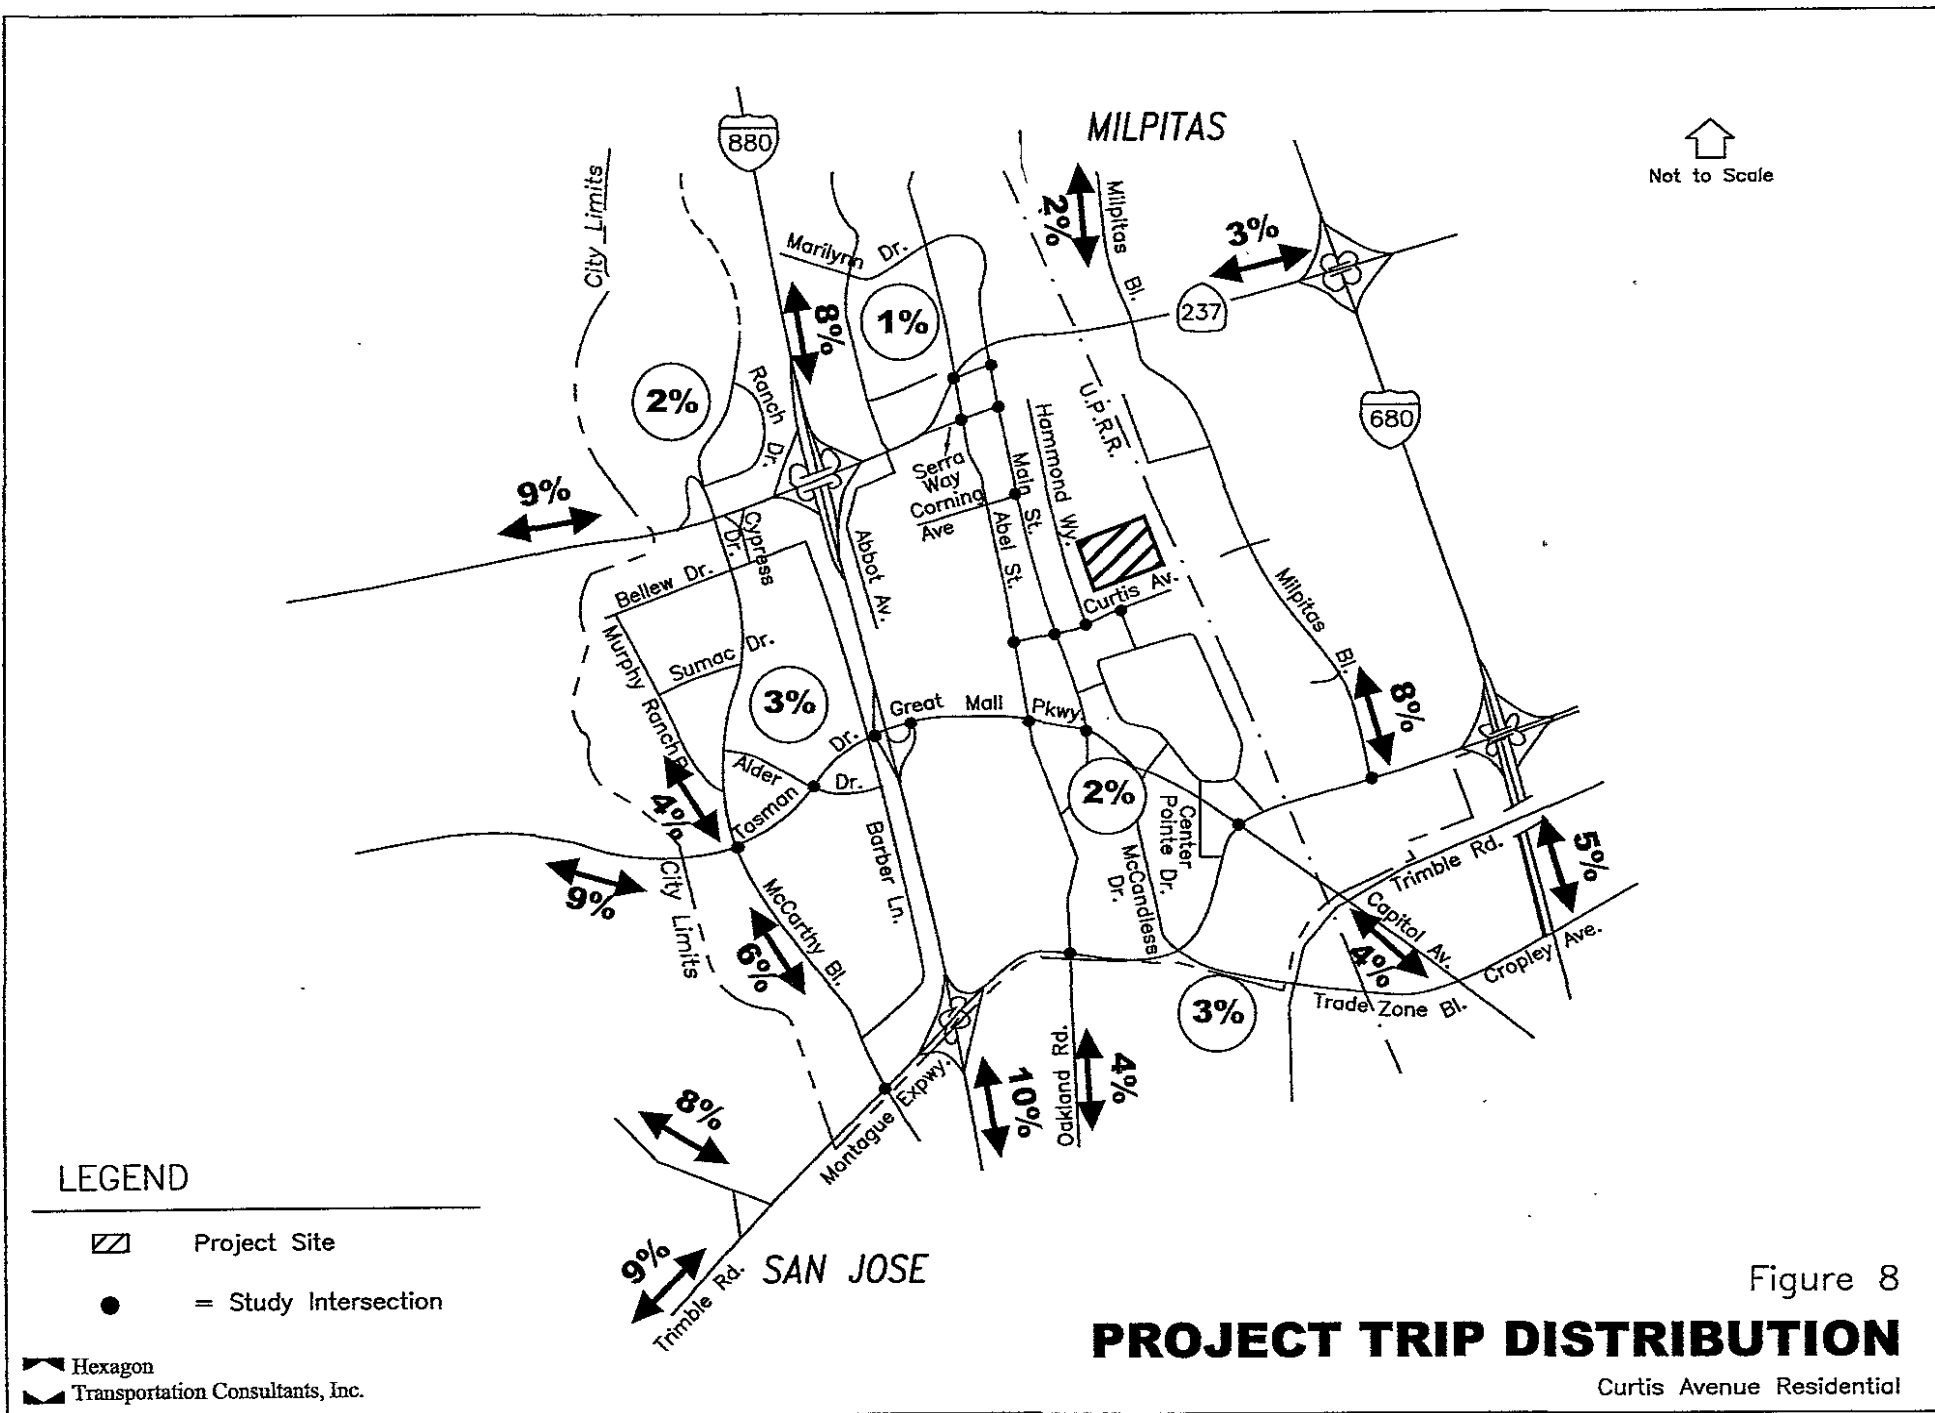 MILPITAS
880
Not to Scale
City Limits
2%
Milpitas
Bl.
3%
Marilynn Dr.
237
8%
1%
2%
Ranch
Dr.
U.P.R.R.
680
Hammond Wy.
Main
St.
Serra
Way
Corning
Ave
Abel St.
9%
Cypress
Dr.
Abbot Av.
Bellew Dr.
Curtis Av.
Milpitas
Bl.
Murphy
Ranch
Sumac Dr.
3%
Great Mall Pkwy.
8%
Alder
Dr.
Tasman
Dr.
4%
2%
Center
Pointe Dr.
McCandless
Dr.
Barber Ln.
Trimble Rd.
5%
9%
City Limits
McCarthy Bl.
6%
Capitol Av.
4%
Cropley Ave.
Trade Zone Bl.
3%
Oakland Rd.
4%
10%
Montague Expwy.
8%
9%
Trimble Rd.
SAN JOSE
LEGEND
Project Site
= Study Intersection
Hexagon
Transportation Consultants, Inc.
Figure 8
PROJECT TRIP DISTRIBUTION
Curtis Avenue Residential